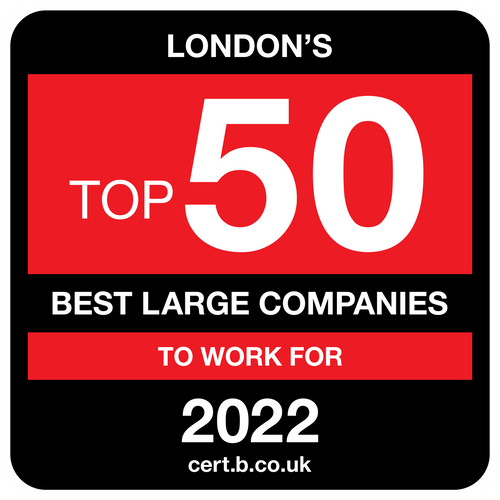 LONDON'S
TOP 50
BEST LARGE COMPANIES
TO WORK FOR
2022
cert.b.co.uk